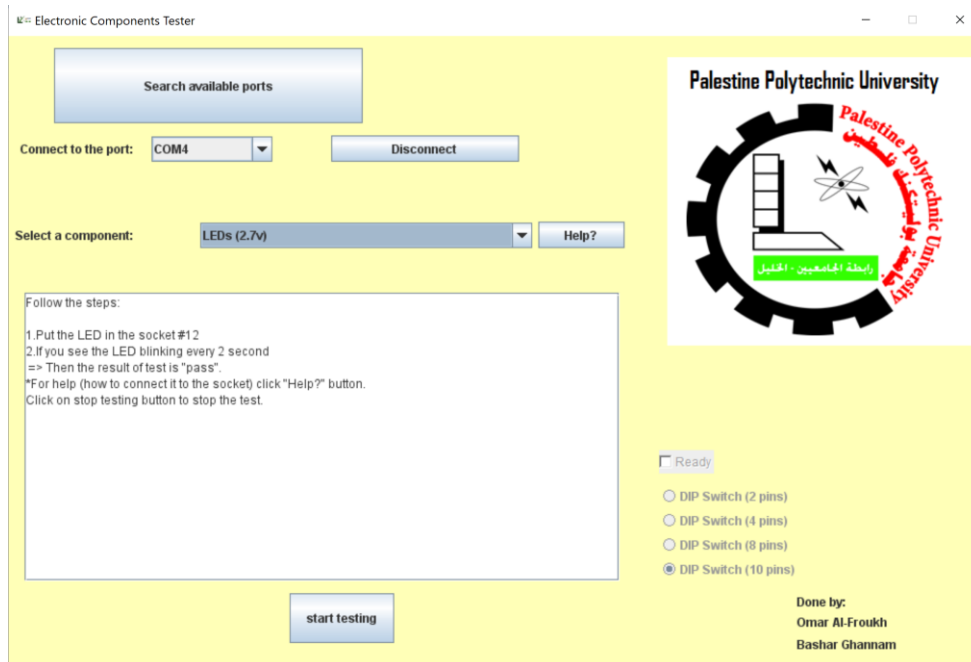 Electronic Components Tester
Search available ports
Palestine Polytechnic University
Palestine Polytechnic University
جامعة بوليتكنك فلسطين
رابطة الجامعيين - الخليل
Connect to the port: COM4 Disconnect
Select a component: LEDs (2.7v) Help?
Follow the steps:
1.Put the LED in the socket #12
2.If you see the LED blinking every 2 second
=> Then the result of test is "pass".
*For help (how to connect it to the socket) click "Help?" button.
Click on stop testing button to stop the test.
Ready
DIP Switch (2 pins)
DIP Switch (4 pins)
DIP Switch (8 pins)
DIP Switch (10 pins)
start testing
Done by:
Omar Al-Froukh
Bashar Ghannam